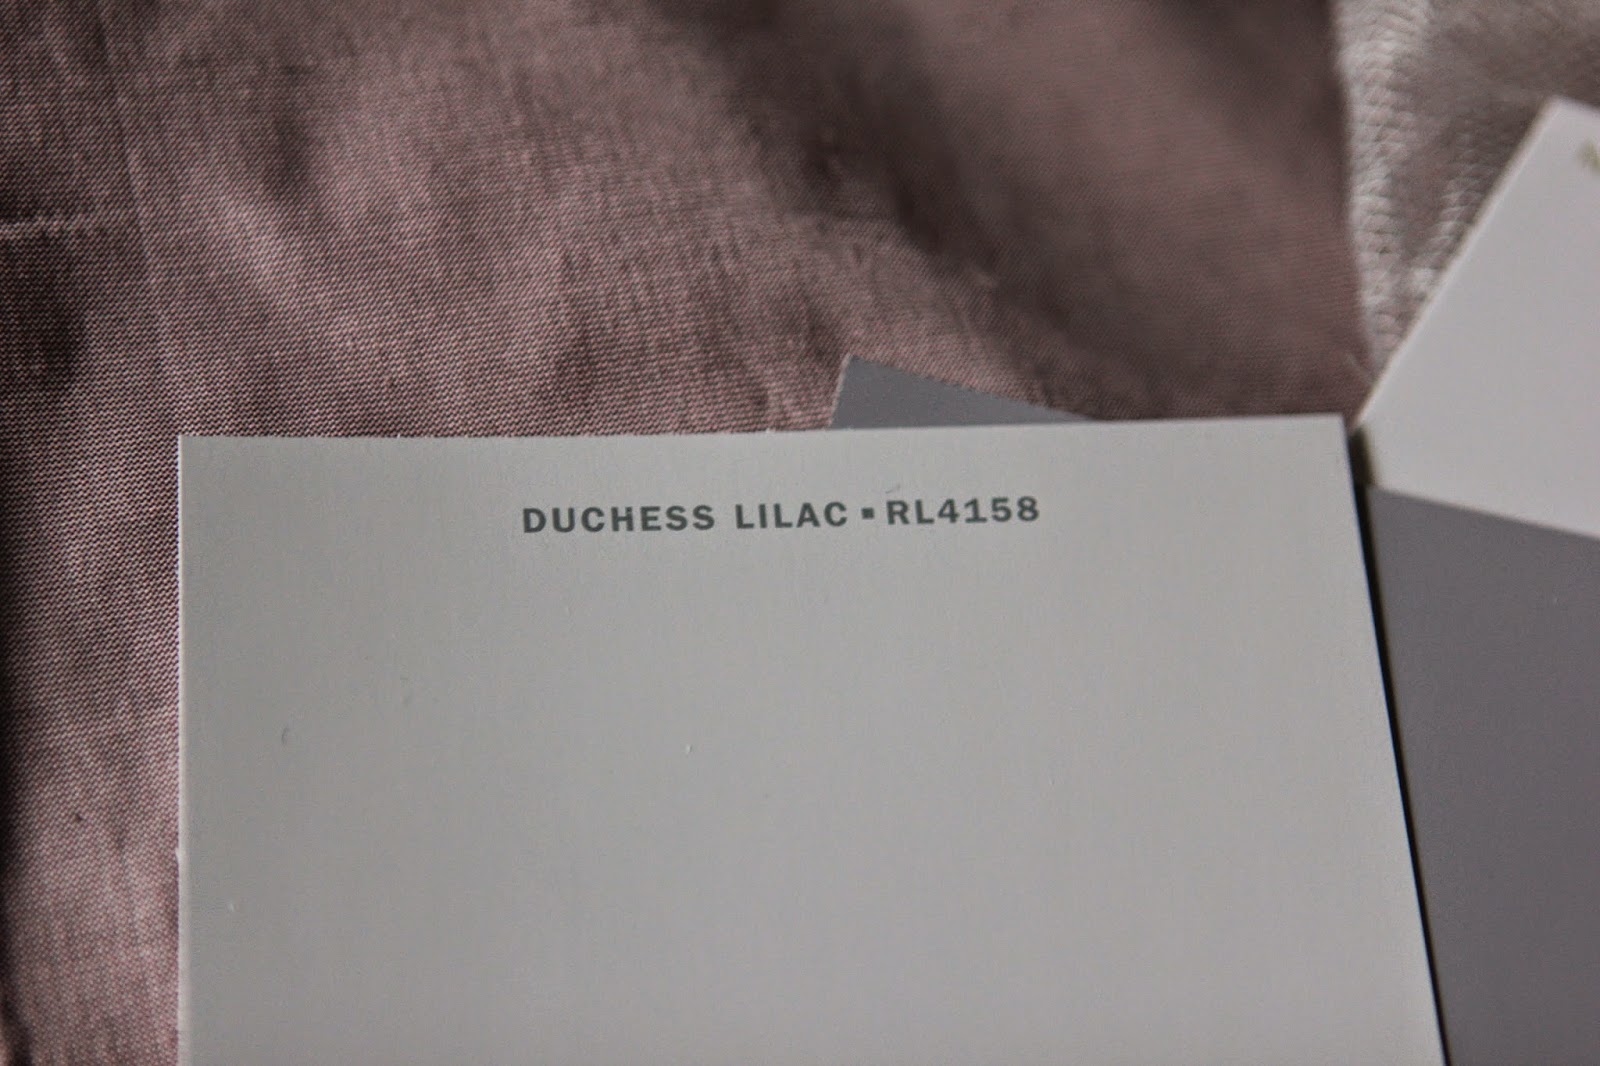 DUCHESS LILAC ▪ RL4158